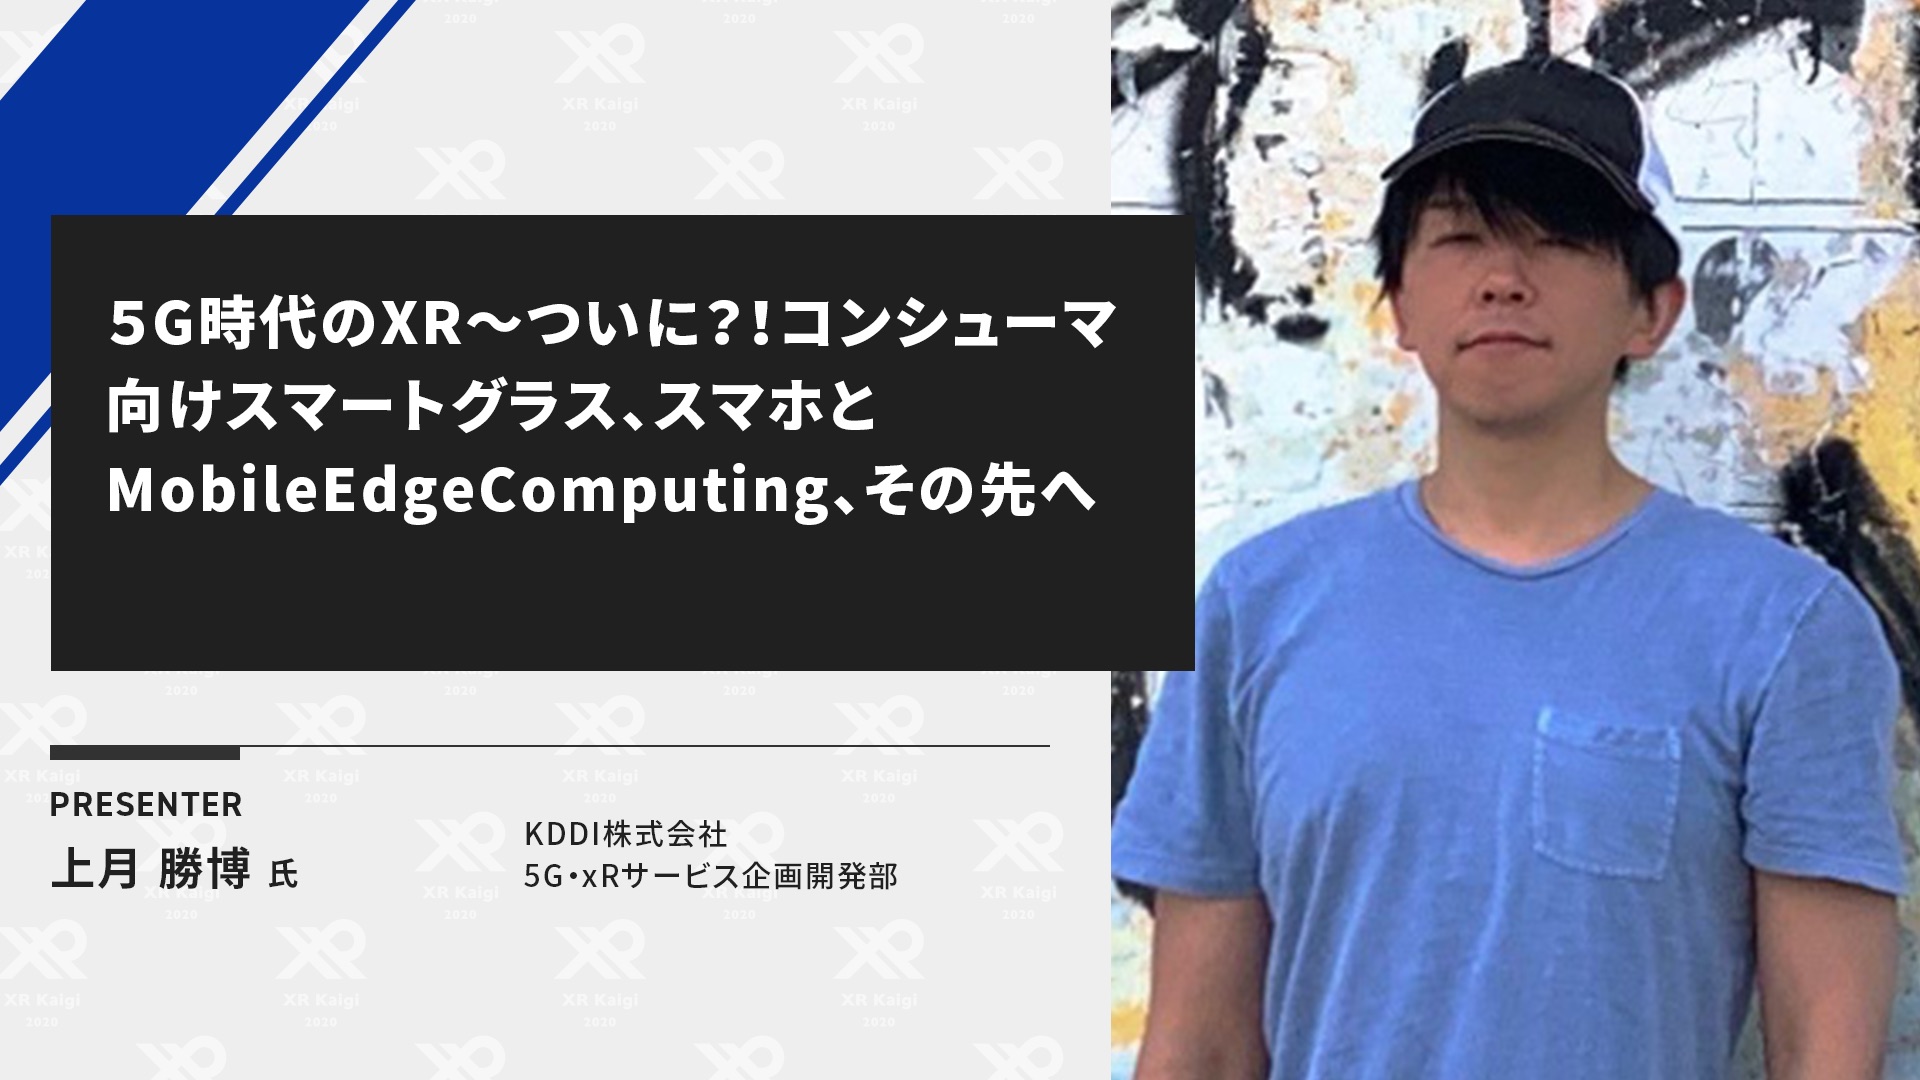 5G時代のXR〜ついに？！コンシューマ
向けスマートグラス、スマホと
MobileEdgeComputing、その先へ
PRESENTER
上月 勝博 氏
KDDI株式会社
5G・xRサービス企画開発部
XR Kaigi
2020